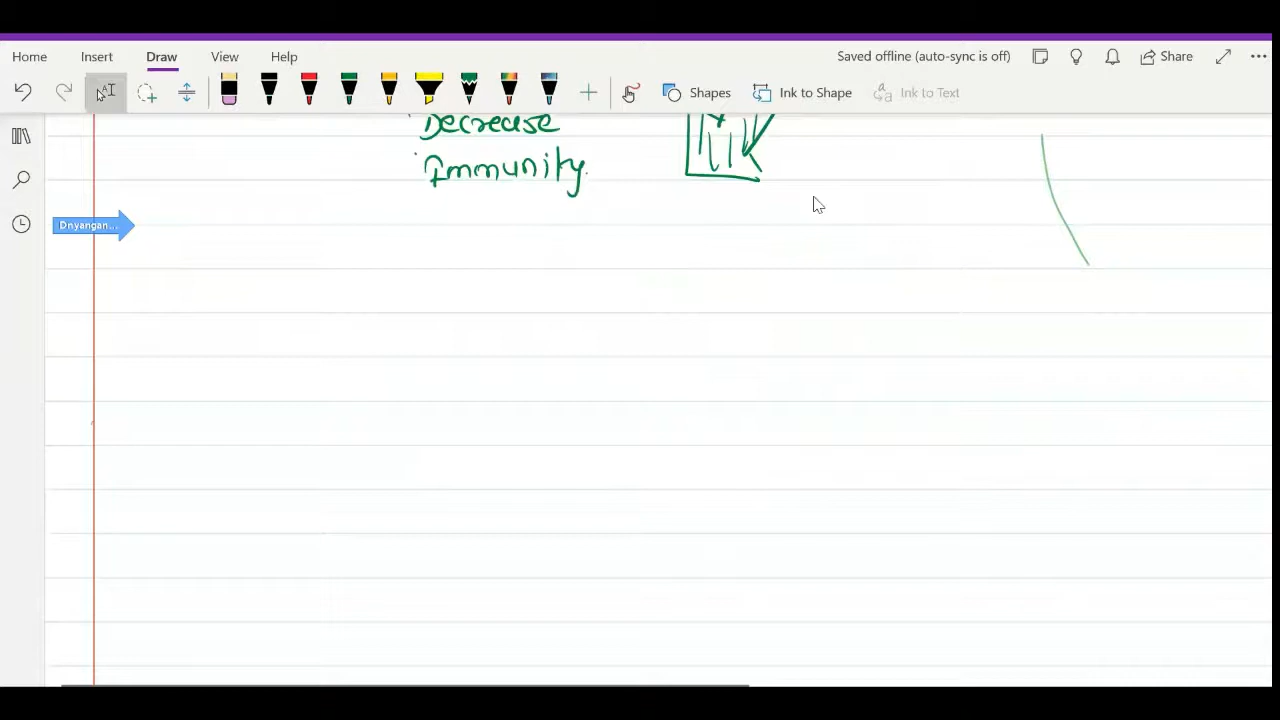 Home Insert Draw View Help Saved offline (auto-sync is off) Share
Shapes Ink to Shape Ink to Text
Decrease
Immunity.
Dnyangan...